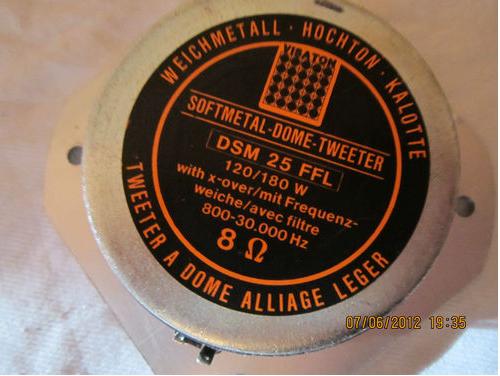 WEICHMETALL · HOCHTON · KALOTTE
VISATON
SOFTMETAL-DOME-TWEETER
DSM 25 FFL
120/180 W
with x-over/mit Frequenz-
weiche/avec filtre
800-30.000 Hz
8 Ω
TWEETER A DOME ALLIAGE LEGER
07/06/2012 19:35